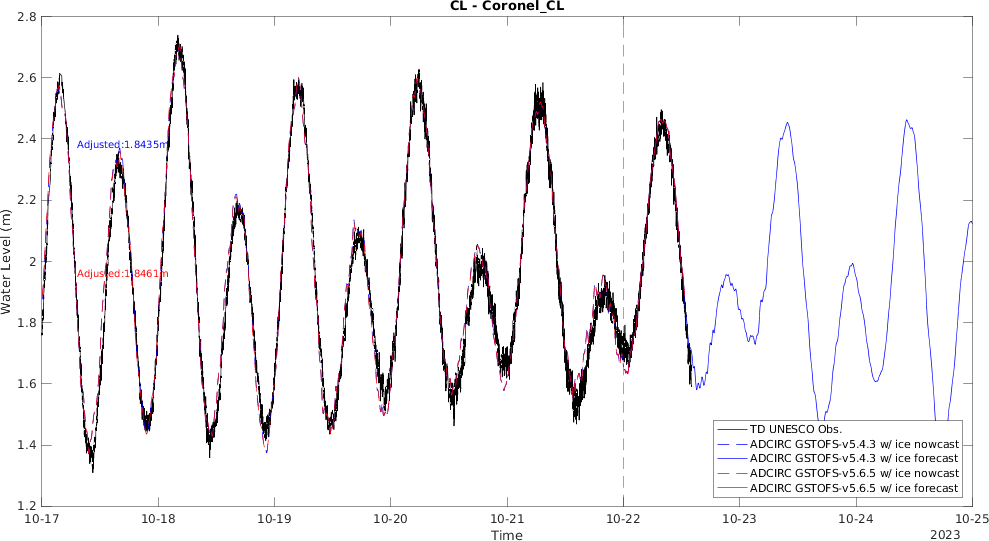 CL - Coronel_CL
2.8
2.6
2.4
2.2
2
1.8
1.6
1.4
1.2
Water Level (m)
Adjusted:1.8435m
Adjusted:1.8461m
TD UNESCO Obs.
ADCIRC GSTOFS-v5.4.3 w/ ice nowcast
ADCIRC GSTOFS-v5.4.3 w/ ice forecast
ADCIRC GSTOFS-v5.6.5 w/ ice nowcast
ADCIRC GSTOFS-v5.6.5 w/ ice forecast
10-17 10-18 10-19 10-20 10-21 10-22 10-23 10-24 10-25
Time
2023